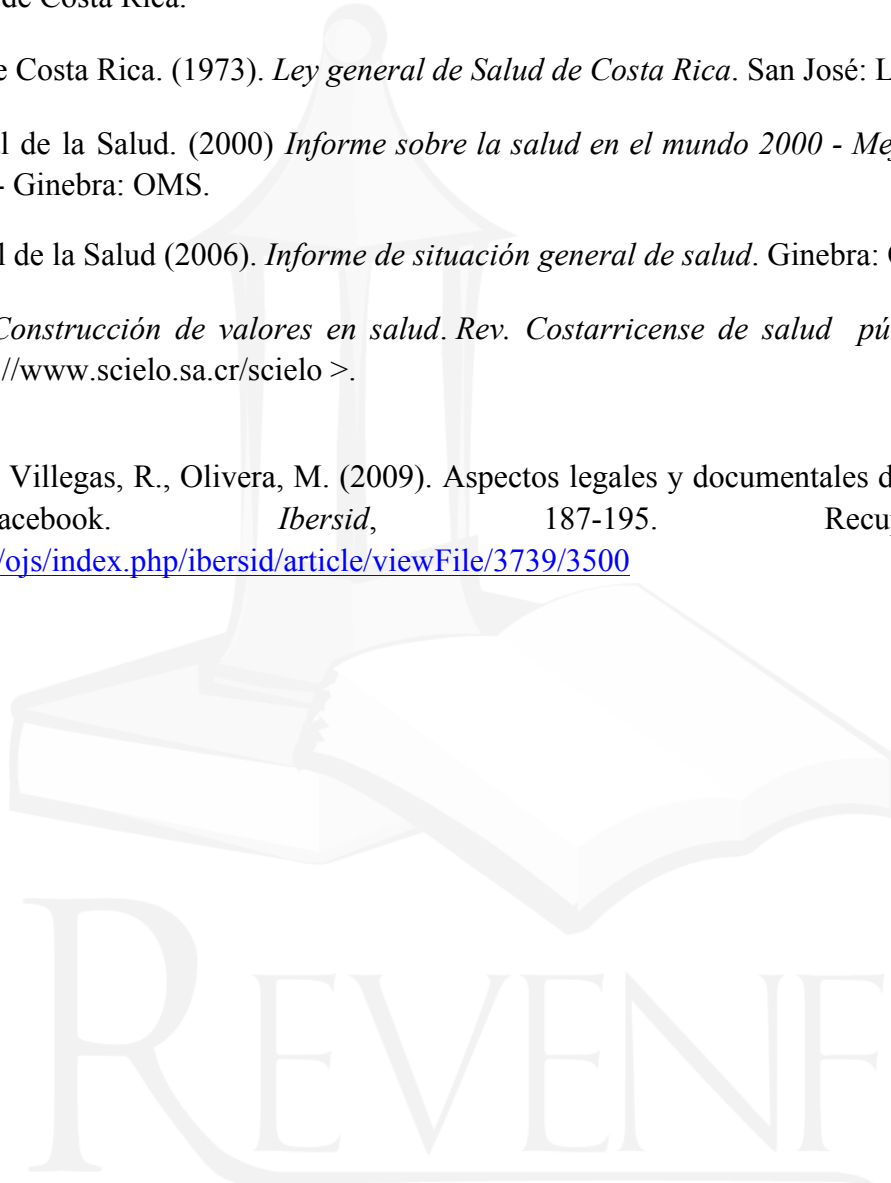 de Costa Rica.
e Costa Rica. (1973). Ley general de Salud de Costa Rica. San José: L
l de la Salud. (2000) Informe sobre la salud en el mundo 2000 - Me
- Ginebra: OMS.
l de la Salud (2006). Informe de situación general de salud. Ginebra:
Construcción de valores en salud. Rev. Costarricense de salud pú
://www.scielo.sa.cr/scielo >.
Villegas, R., Olivera, M. (2009). Aspectos legales y documentales d
acebook. Ibersid, 187-195. Recu
/ojs/index.php/ibersid/article/viewFile/3739/3500
REVENF